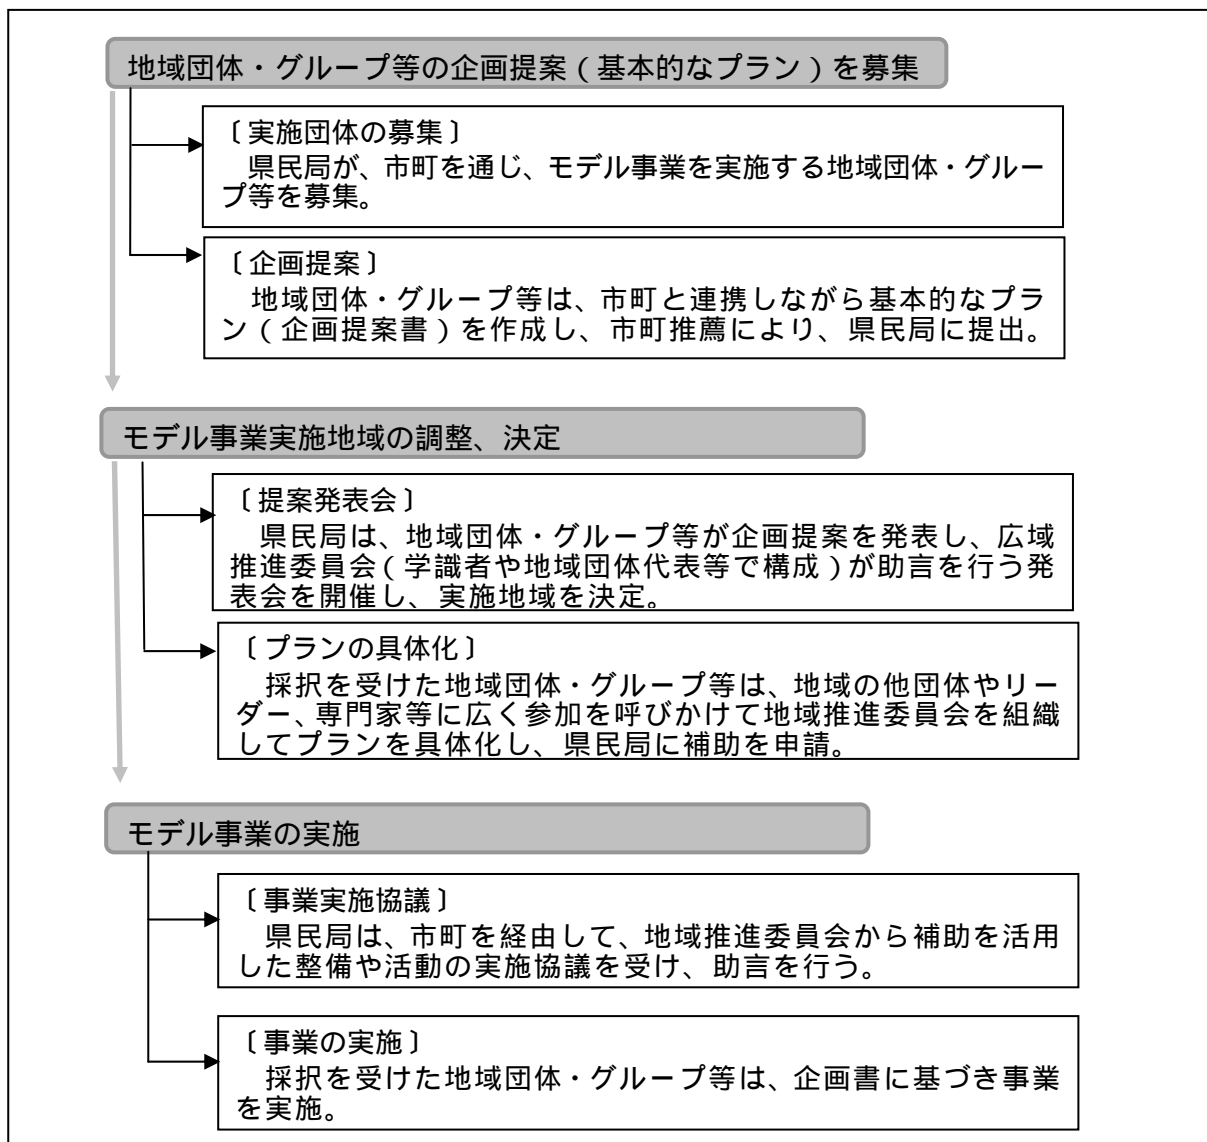 地域団体・グループ等の企画提案（基本的なプラン）を募集
〔実施団体の募集〕
県民局が、市町を通じ、モデル事業を実施する地域団体・グルー
プ等を募集。
〔企画提案〕
地域団体・グループ等は、市町と連携しながら基本的なプラ
ン（企画提案書）を作成し、市町推薦により、県民局に提出。
モデル事業実施地域の調整、決定
〔提案発表会〕
県民局は、地域団体・グループ等が企画提案を発表し、広域
推進委員会（学識者や地域団体代表等で構成）が助言を行う発
表会を開催し、実施地域を決定。
〔プランの具体化〕
採択を受けた地域団体・グループ等は、地域の他団体やリー
ダー、専門家等に広く参加を呼びかけて地域推進委員会を組織
してプランを具体化し、県民局に補助を申請。
モデル事業の実施
〔事業実施協議〕
県民局は、市町を経由して、地域推進委員会から補助を活用
した整備や活動の実施協議を受け、助言を行う。
〔事業の実施〕
採択を受けた地域団体・グループ等は、企画書に基づき事業
を実施。